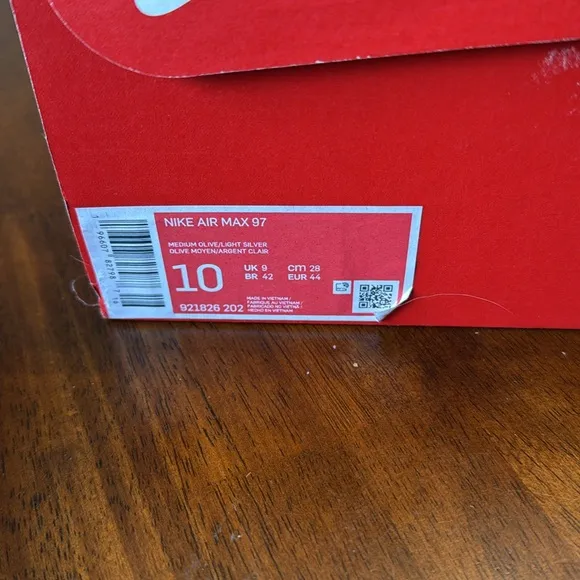 NIKE AIR MAX 97
MEDIUM OLIVE/LIGHT SILVER
OLIVE MOYEN/ARGENT CLAIR
10
UK 9 CM 28
BR 42 EUR 44
921826 202
MADE IN VIETNAM /
FABRIQUE AU VIETNAM /
FABRICADO NO VIETNÃ /
HECHO EN VIETNAM